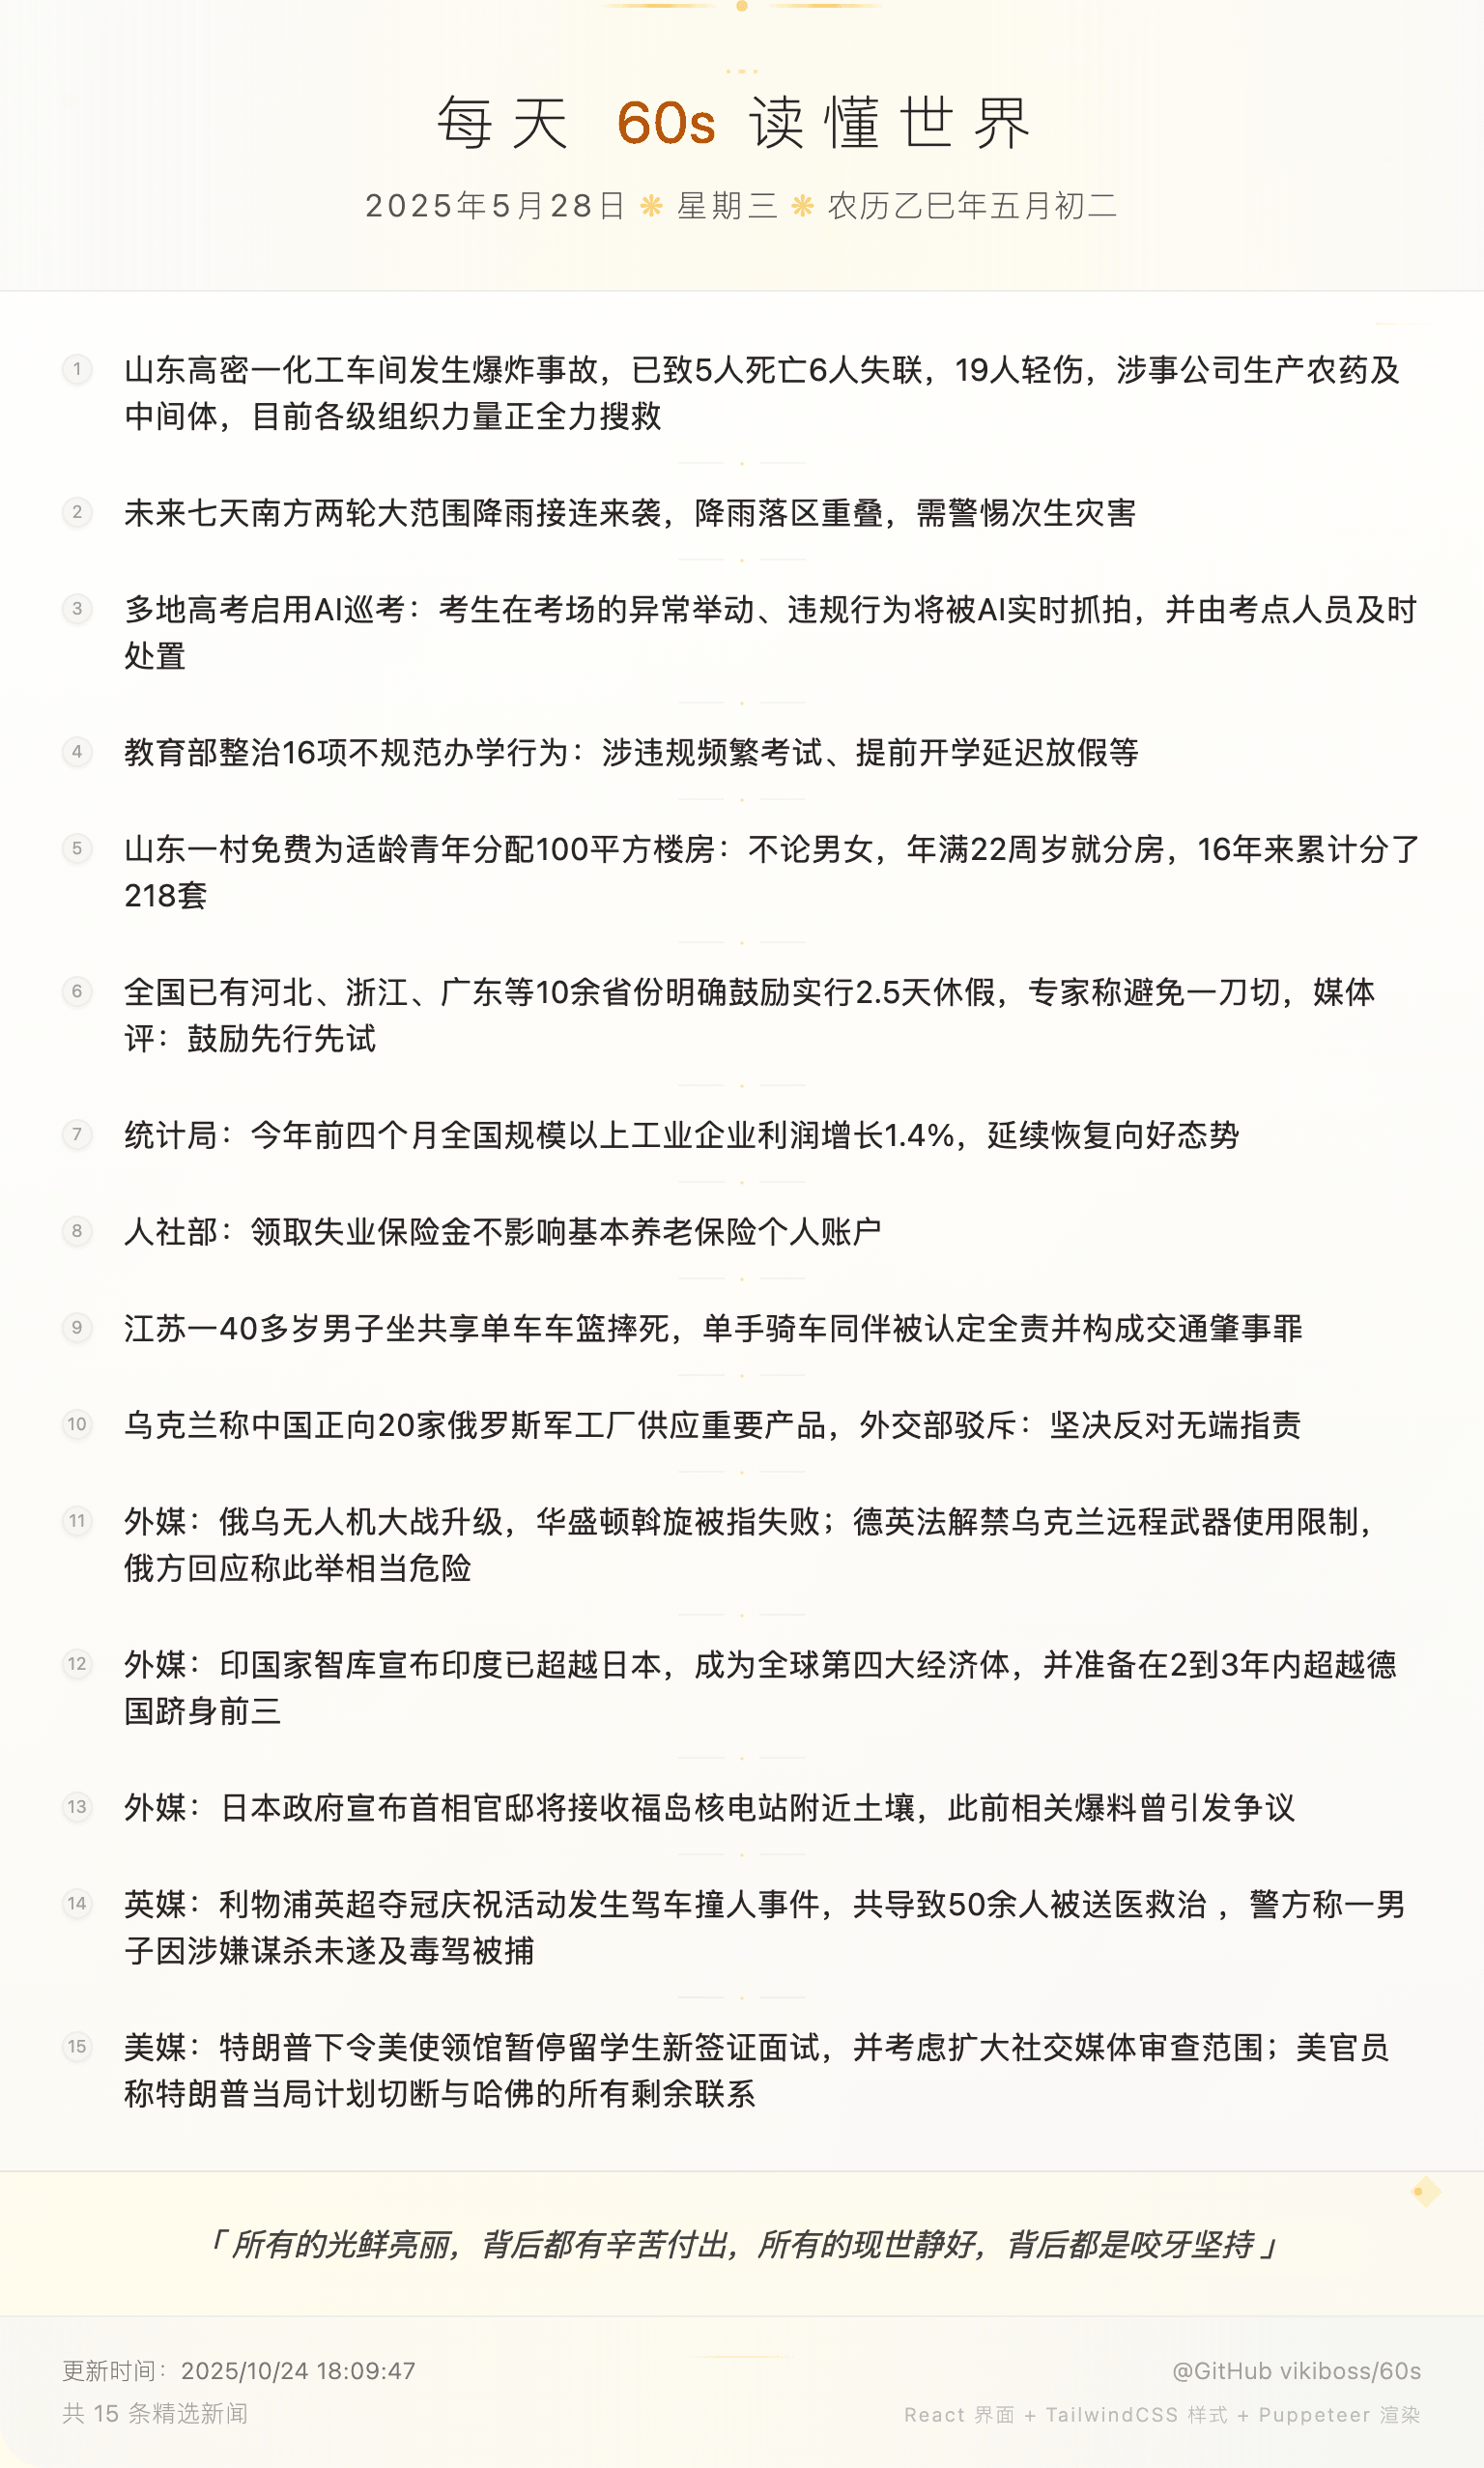 每天 60s 读懂世界
2025年5月28日 ❋ 星期三 ❋ 农历乙巳年五月初二
1 山东高密一化工车间发生爆炸事故，已致5人死亡6人失联，19人轻伤，涉事公司生产农药及
中间体，目前各级组织力量正全力搜救
2 未来七天南方两轮大范围降雨接连来袭，降雨落区重叠，需警惕次生灾害
3 多地高考启用AI巡考：考生在考场的异常举动、违规行为将被AI实时抓拍，并由考点人员及时
处置
4 教育部整治16项不规范办学行为：涉违规频繁考试、提前开学延迟放假等
5 山东一村免费为适龄青年分配100平方楼房：不论男女，年满22周岁就分房，16年来累计分了
218套
6 全国已有河北、浙江、广东等10余省份明确鼓励实行2.5天休假，专家称避免一刀切，媒体
评：鼓励先行先试
7 统计局：今年前四个月全国规模以上工业企业利润增长1.4%，延续恢复向好态势
8 人社部：领取失业保险金不影响基本养老保险个人账户
9 江苏一40多岁男子坐共享单车车篮摔死，单手骑车同伴被认定全责并构成交通肇事罪
10 乌克兰称中国正向20家俄罗斯军工厂供应重要产品，外交部驳斥：坚决反对无端指责
11 外媒：俄乌无人机大战升级，华盛顿斡旋被指失败；德英法解禁乌克兰远程武器使用限制，
俄方回应称此举相当危险
12 外媒：印国家智库宣布印度已超越日本，成为全球第四大经济体，并准备在2到3年内超越德
国跻身前三
13 外媒：日本政府宣布首相官邸将接收福岛核电站附近土壤，此前相关爆料曾引发争议
14 英媒：利物浦英超夺冠庆祝活动发生驾车撞人事件，共导致50余人被送医救治 ，警方称一男
子因涉嫌谋杀未遂及毒驾被捕
15 美媒：特朗普下令美使领馆暂停留学生新签证面试，并考虑扩大社交媒体审查范围；美官员
称特朗普当局计划切断与哈佛的所有剩余联系
「 所有的光鲜亮丽，背后都有辛苦付出，所有的现世静好，背后都是咬牙坚持 」
更新时间：2025/10/24 18:09:47
@GitHub vikiboss/60s
共 15 条精选新闻
React 界面 + TailwindCSS 样式 + Puppeteer 渲染